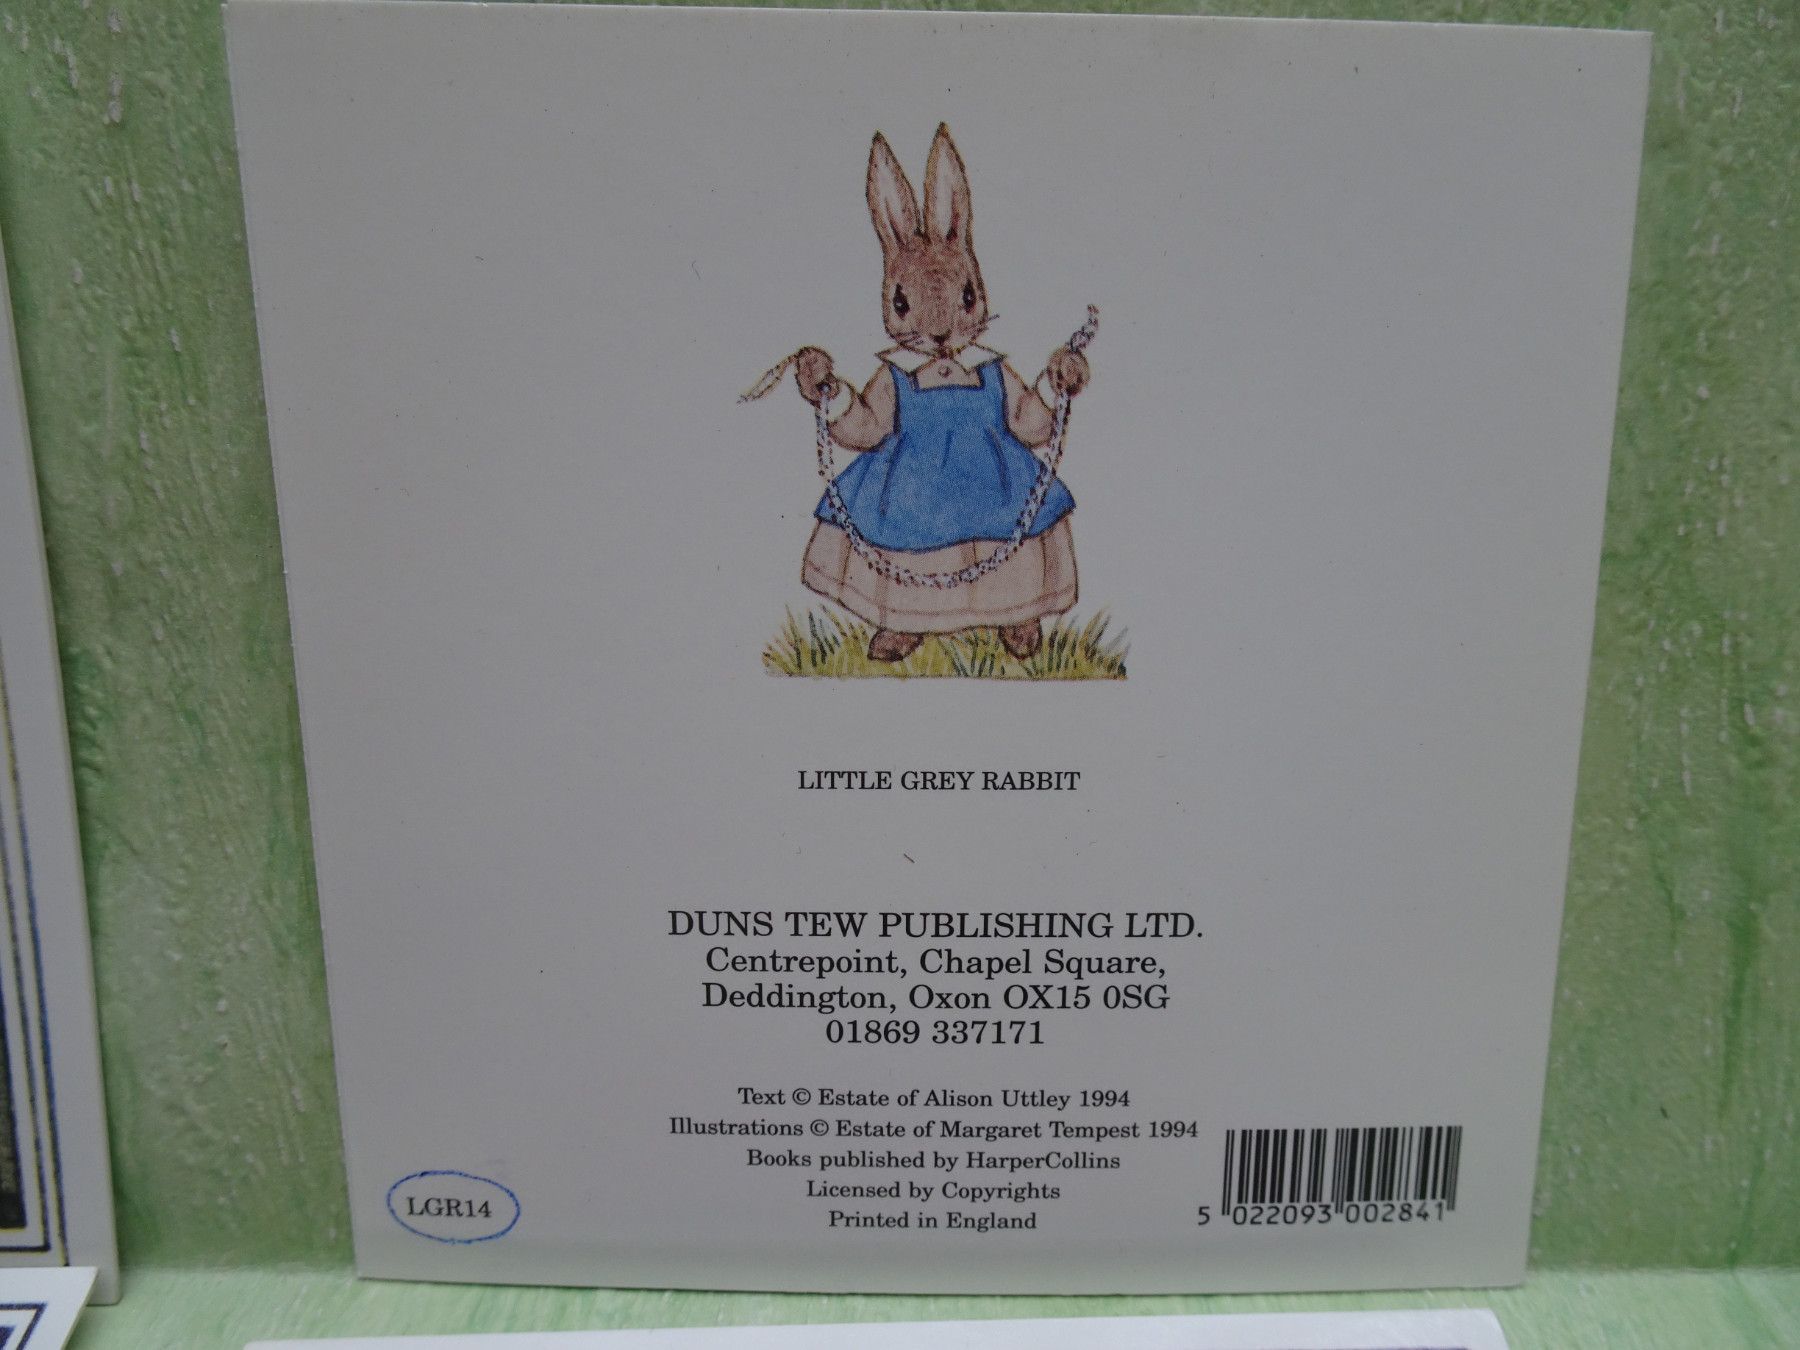 LITTLE GREY RABBIT
DUNS TEW PUBLISHING LTD.
Centrepoint, Chapel Square,
Deddington, Oxon OX15 0SG
01869 337171
Text © Estate of Alison Uttley 1994
Illustrations © Estate of Margaret Tempest 1994
Books published by HarperCollins
Licensed by Copyrights
Printed in England
LGR14
5 022093 002841